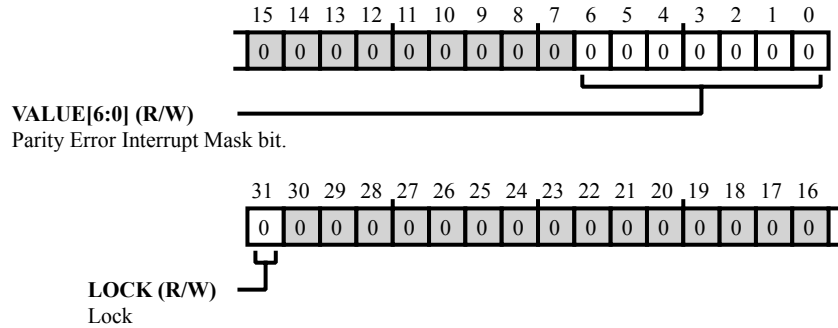 15 14 13 12 11 10 9 8 7 6 5 4 3 2 1 0
0 0 0 0 0 0 0 0 0 0 0 0 0 0 0 0
VALUE[6:0] (R/W)
Parity Error Interrupt Mask bit.
31 30 29 28 27 26 25 24 23 22 21 20 19 18 17 16
0 0 0 0 0 0 0 0 0 0 0 0 0 0 0 0
LOCK (R/W)
Lock